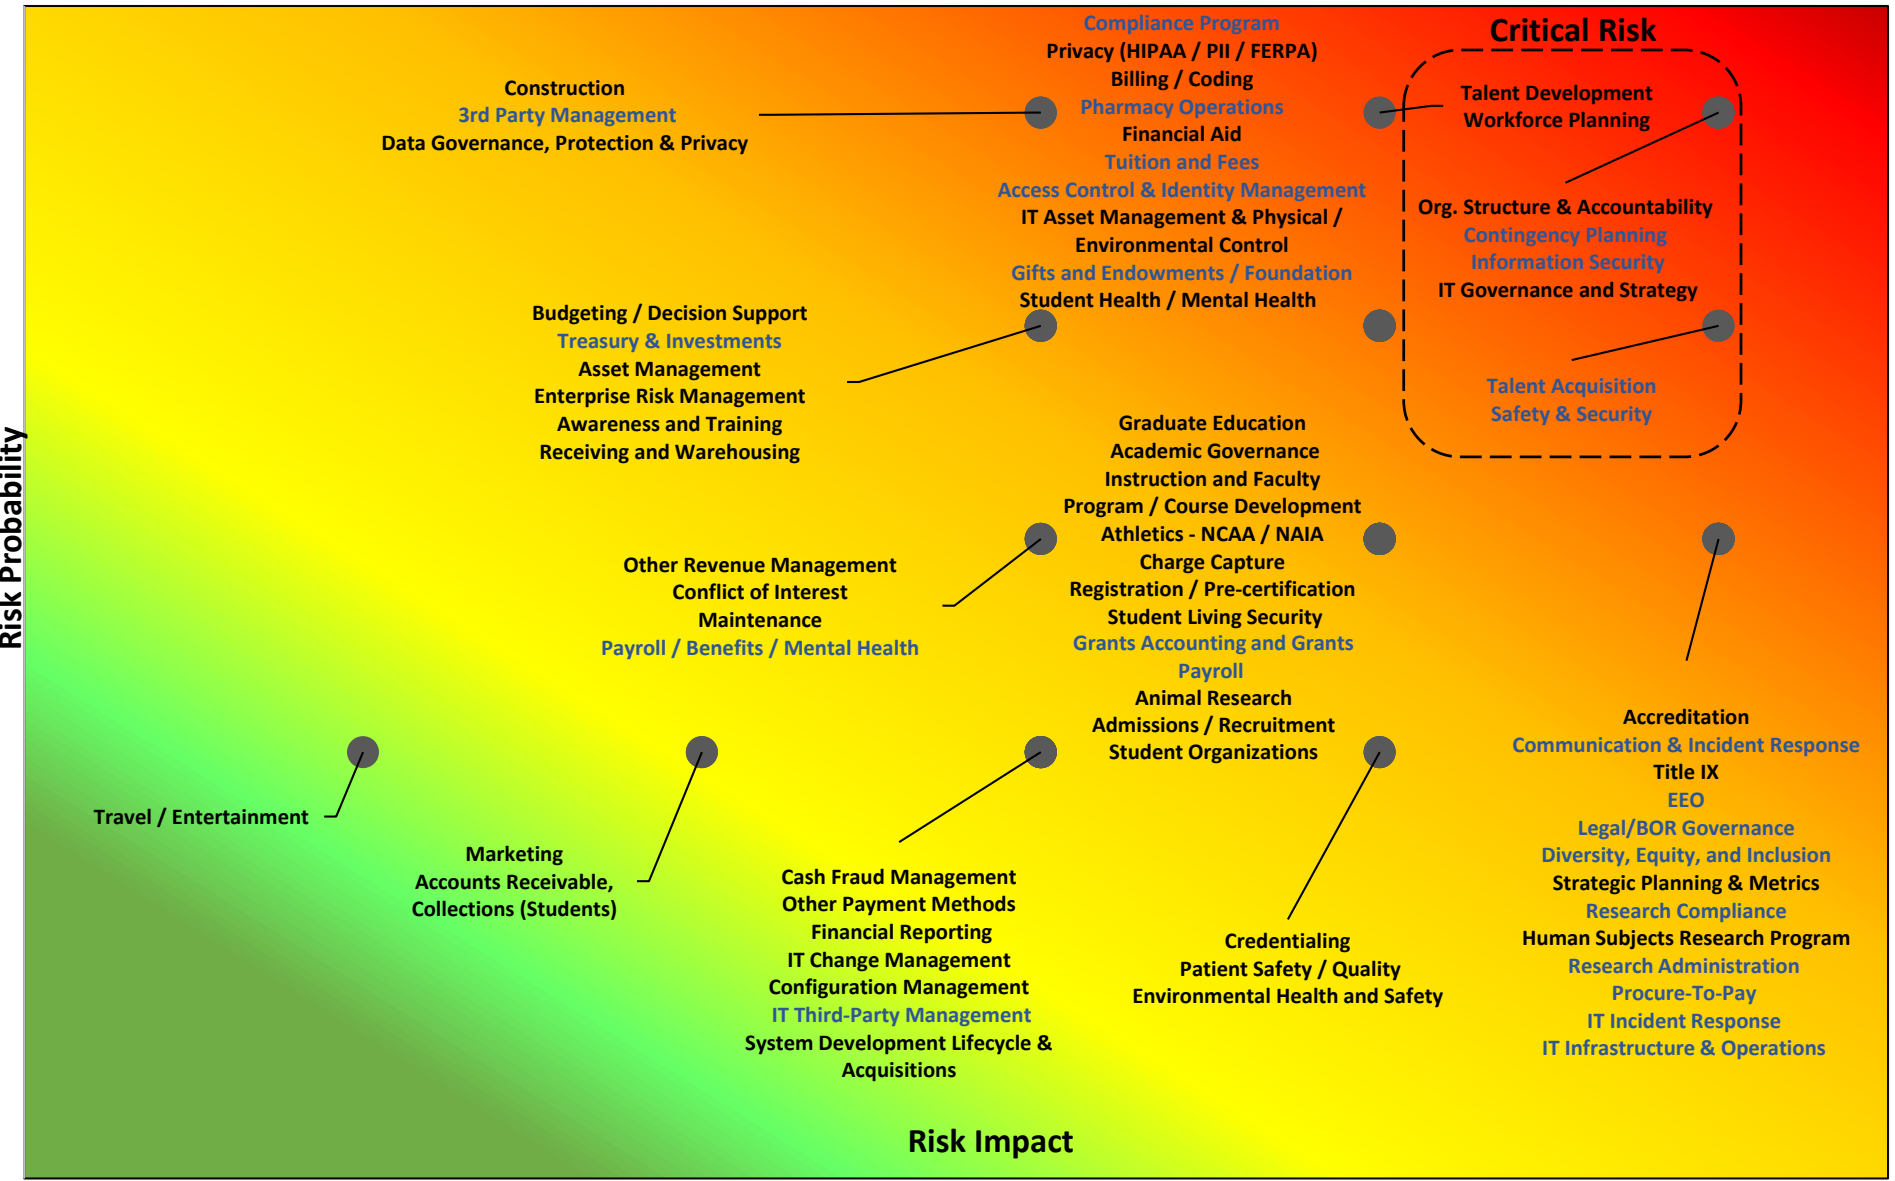 Critical Risk
Compliance Program
Privacy (HIPAA / PII / FERPA)
Billing / Coding
Pharmacy Operations
Financial Aid
Tuition and Fees
Access Control & Identity Management
IT Asset Management & Physical /
Environmental Control
Gifts and Endowments / Foundation
Student Health / Mental Health
Construction
3rd Party Management
Data Governance, Protection & Privacy
Talent Development
Workforce Planning
Org. Structure & Accountability
Contingency Planning
Information Security
IT Governance and Strategy
Talent Acquisition
Safety & Security
Budgeting / Decision Support
Treasury & Investments
Asset Management
Enterprise Risk Management
Awareness and Training
Receiving and Warehousing
Graduate Education
Academic Governance
Instruction and Faculty
Program / Course Development
Athletics - NCAA / NAIA
Charge Capture
Registration / Pre-certification
Student Living Security
Grants Accounting and Grants
Payroll
Animal Research
Admissions / Recruitment
Student Organizations
Other Revenue Management
Conflict of Interest
Maintenance
Payroll / Benefits / Mental Health
Risk Probability
Travel / Entertainment
Marketing
Accounts Receivable,
Collections (Students)
Cash Fraud Management
Other Payment Methods
Financial Reporting
IT Change Management
Configuration Management
IT Third-Party Management
System Development Lifecycle &
Acquisitions
Credentialing
Patient Safety / Quality
Environmental Health and Safety
Accreditation
Communication & Incident Response
Title IX
EEO
Legal/BOR Governance
Diversity, Equity, and Inclusion
Strategic Planning & Metrics
Research Compliance
Human Subjects Research Program
Research Administration
Procure-To-Pay
IT Incident Response
IT Infrastructure & Operations
Risk Impact